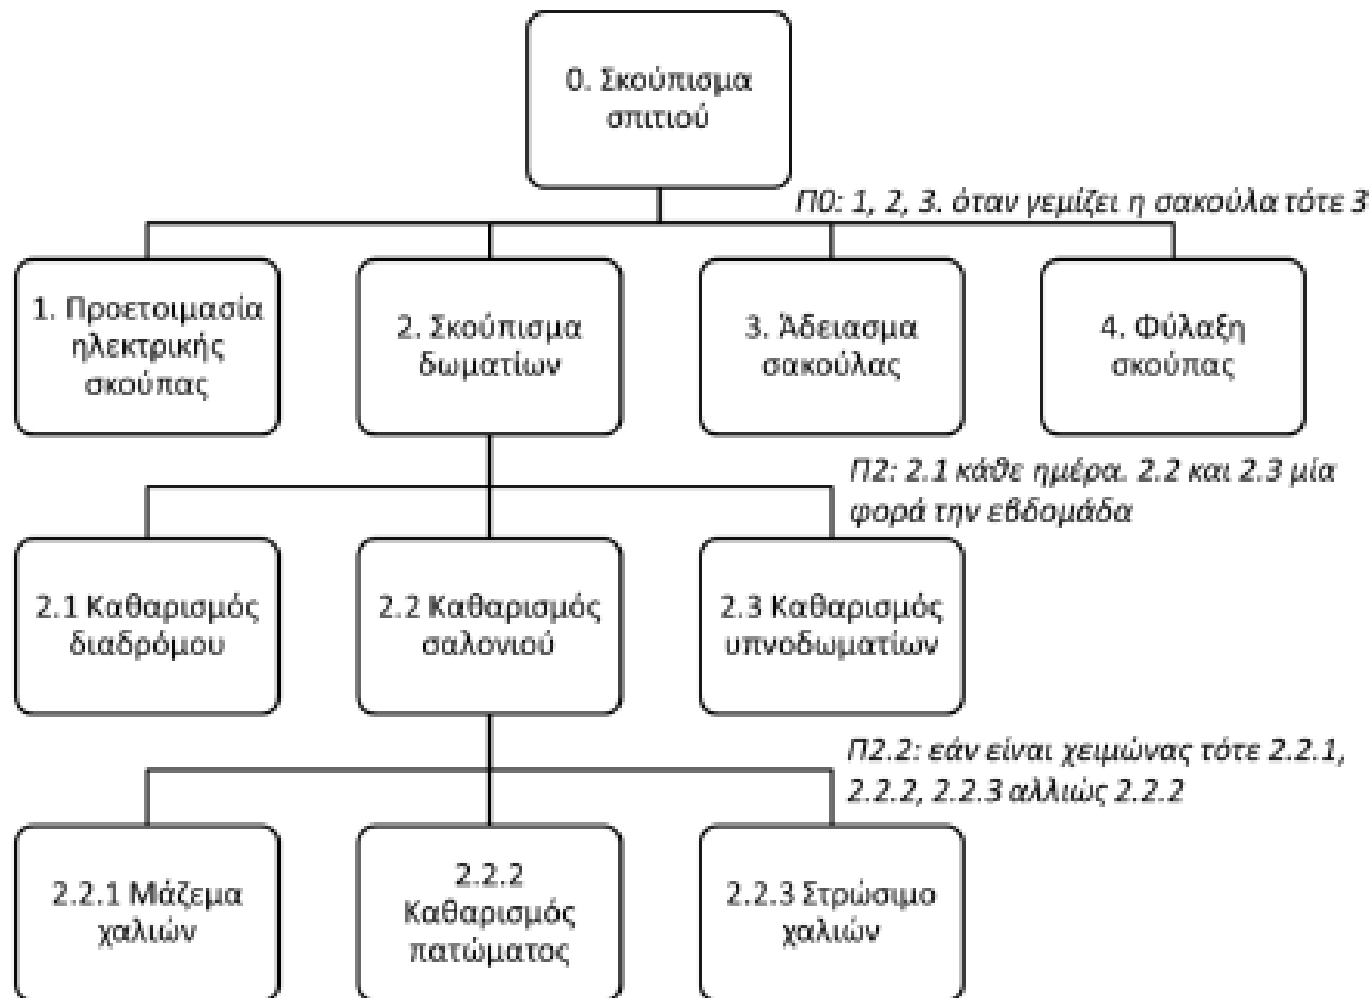 0. Σκούπισμα
σπιτιού
Π0: 1, 2, 3. όταν γεμίζει η σακούλα τότε 3
1. Προετοιμασία
ηλεκτρικής
σκούπας
2. Σκούπισμα
δωματίων
3. Άδειασμα
σακούλας
4. Φύλαξη
σκούπας
Π2: 2.1 κάθε ημέρα. 2.2 και 2.3 μία
φορά την εβδομάδα
2.1 Καθαρισμός
διαδρόμου
2.2 Καθαρισμός
σαλονιού
2.3 Καθαρισμός
υπνοδωματίων
Π2.2: εάν είναι χειμώνας τότε 2.2.1,
2.2.2, 2.2.3 αλλιώς 2.2.2
2.2.1 Μάζεμα
χαλιών
2.2.2
Καθαρισμός
πατώματος
2.2.3 Στρώσιμο
χαλιών